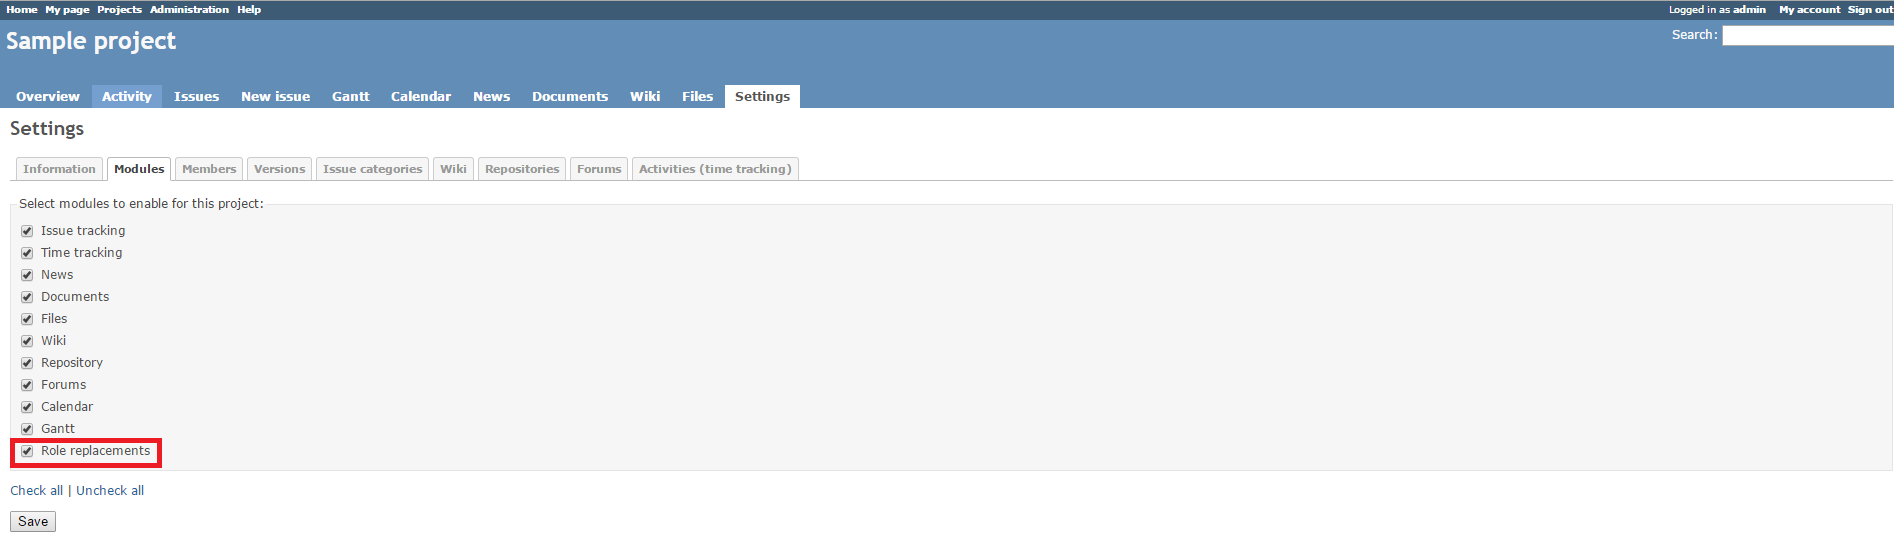 Home My page Projects Administration Help Logged in as admin My account Sign out
Sample project Search:
Overview Activity Issues New issue Gantt Calendar News Documents Wiki Files Settings
Settings
Information Modules Members Versions Issue categories Wiki Repositories Forums Activities (time tracking)
Select modules to enable for this project:
Issue tracking
Time tracking
News
Documents
Files
Wiki
Repository
Forums
Calendar
Gantt
Role replacements
Check all | Uncheck all
Save